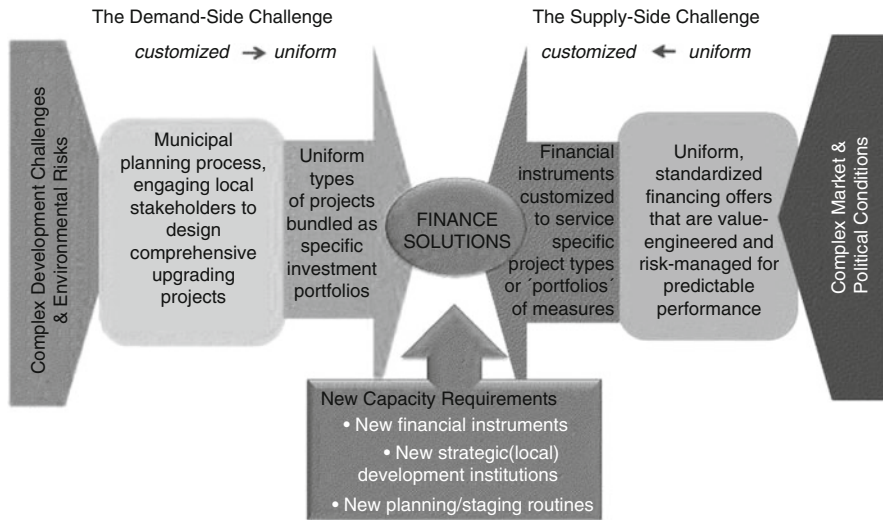 The Demand-Side Challenge
customized → uniform
The Supply-Side Challenge
customized ← uniform
Complex Development Challenges
& Environmental Risks
Municipal
planning process,
engaging local
stakeholders to
design
comprehensive
upgrading
projects
Uniform
types
of projects
bundled as
specific
investment
portfolios
FINANCE
SOLUTIONS
Financial
instruments
customized
to service
specific
project types
or ´portfolios´
of measures
Uniform,
standardized
financing offers
that are value-
engineered and
risk-managed for
predictable
performance
Complex Market &
Political Conditions
New Capacity Requirements
• New financial instruments
• New strategic(local)
development institutions
• New planning/staging routines